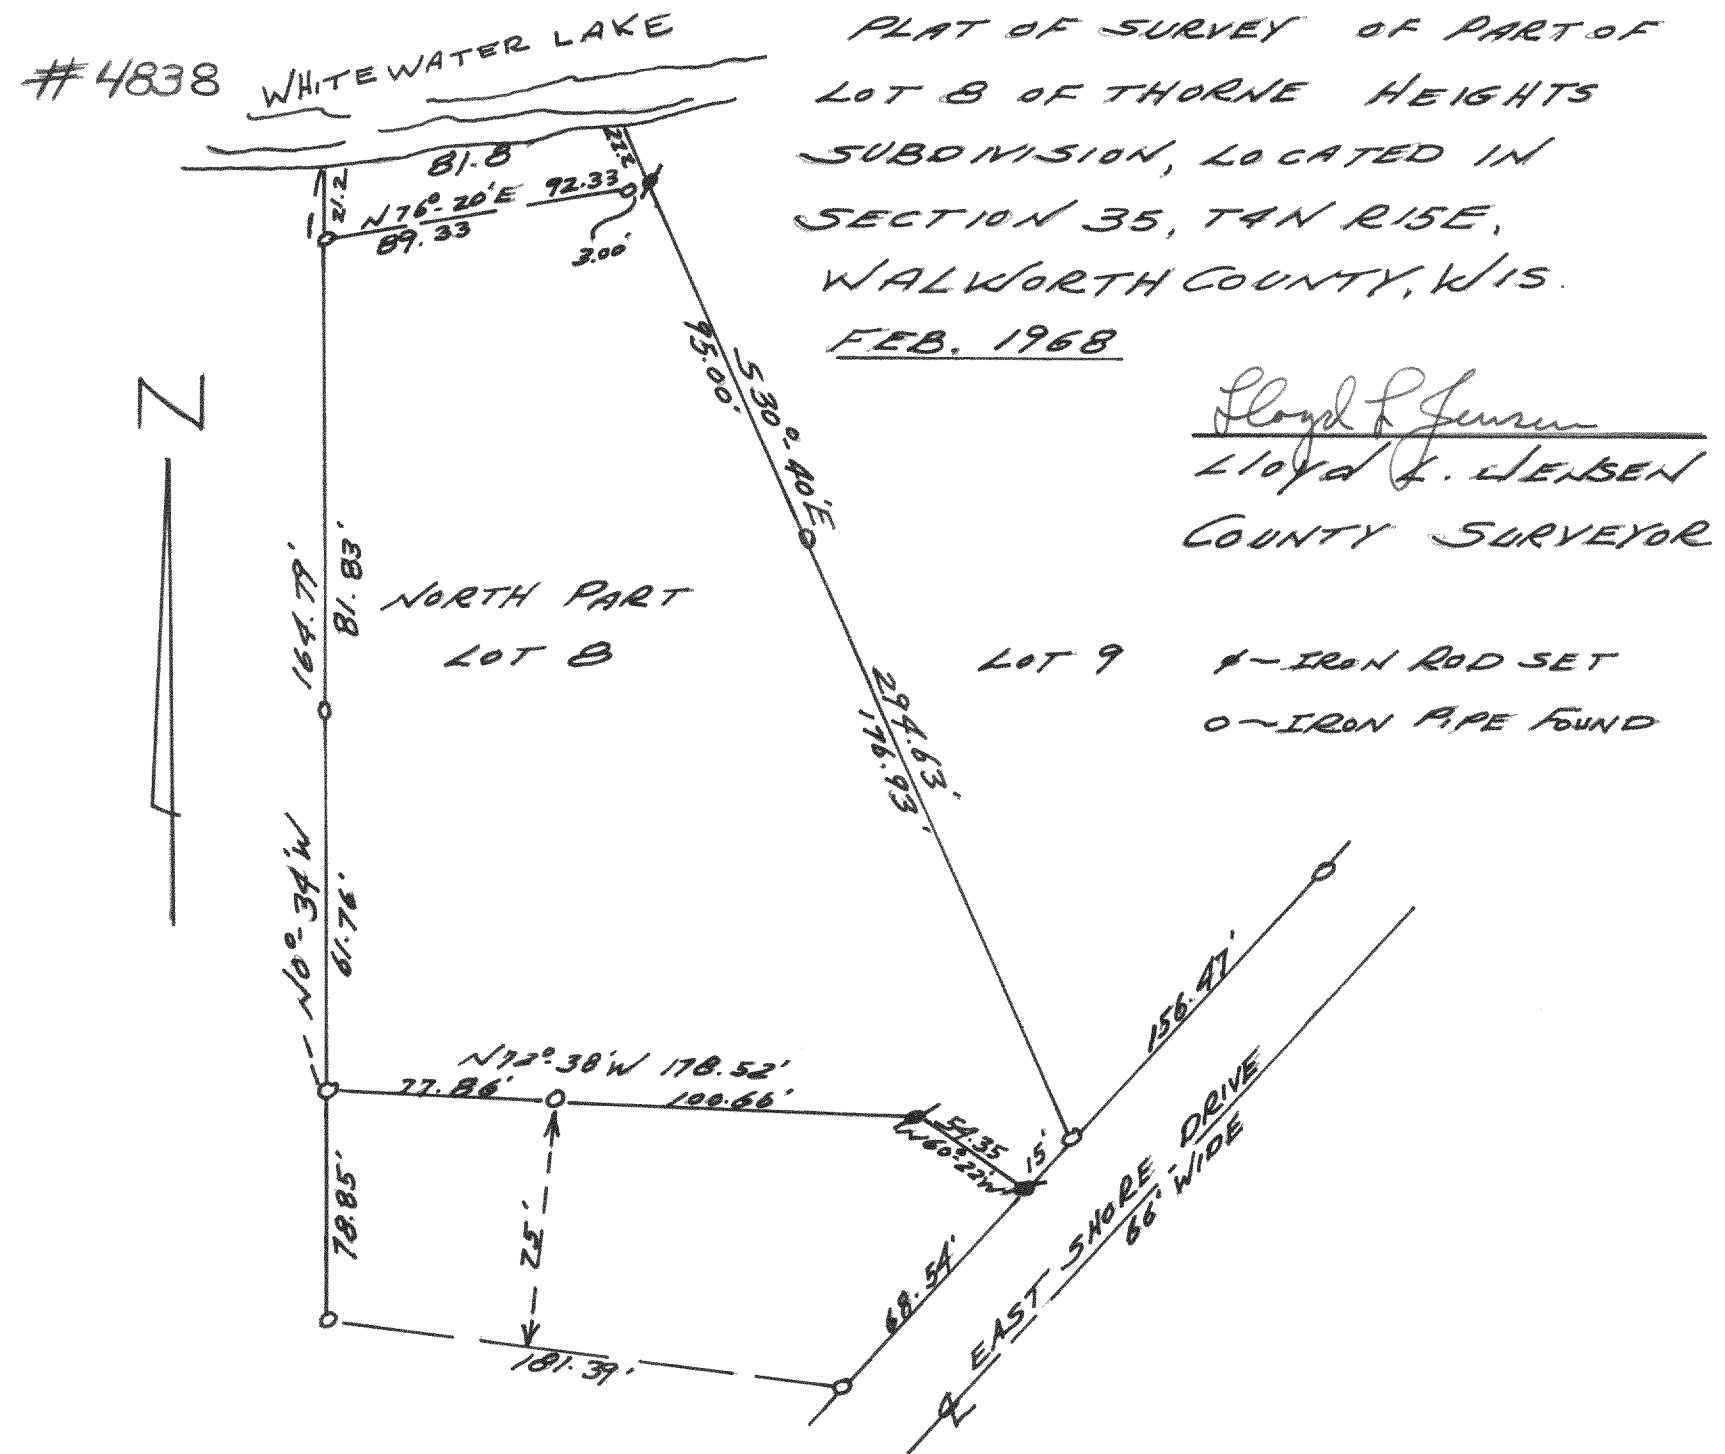 #4838
WHITEWATER LAKE
PLAT OF SURVEY OF PART OF
LOT 8 OF THORNE HEIGHTS
SUBDIVISION, LOCATED IN
SECTION 35, T4N R15E,
WALWORTH COUNTY, WIS.
FEB. 1968
Lloyd L Jensen
Lloyd L. JENSEN
COUNTY SURVEYOR
81.8
22.2
21.2
N76°-20'E 92.33'
89.33
3.00'
N
S30°-40'E
95.00'
164.79'
81.83'
NORTH PART
LOT 8
LOT 9
ø-IRON ROD SET
o-IRON PIPE FOUND
294.63'
176.93'
N0°-34'W
61.76'
156.47'
N72°-38'W 178.52'
77.86'
100.66'
54.35
N60°-22'W
15'
78.85'
75'
68.54'
181.39'
EAST SHORE DRIVE
66' WIDE